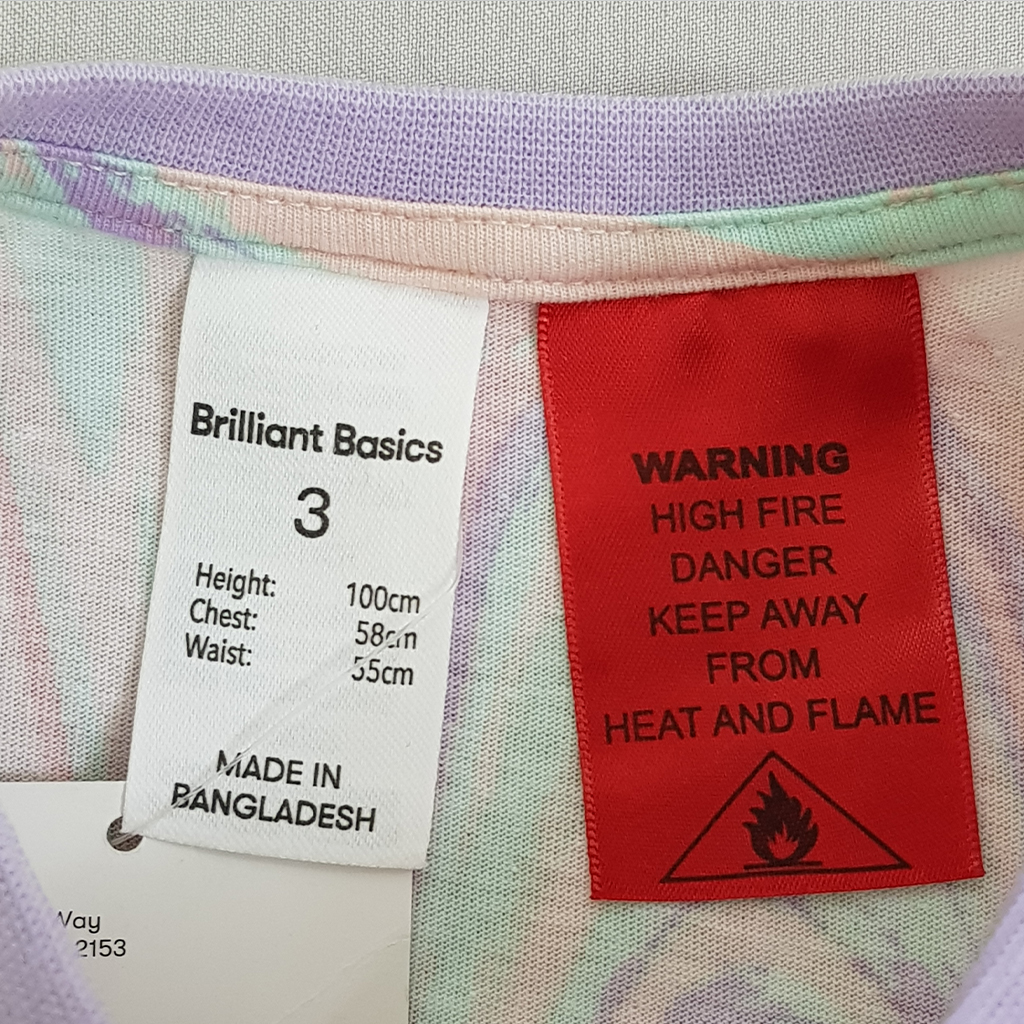 Brilliant Basics
3
Height: 100cm
Chest: 58cm
Waist: 55cm
MADE IN
BANGLADESH
WARNING
HIGH FIRE
DANGER
KEEP AWAY
FROM
HEAT AND FLAME
Way
2153